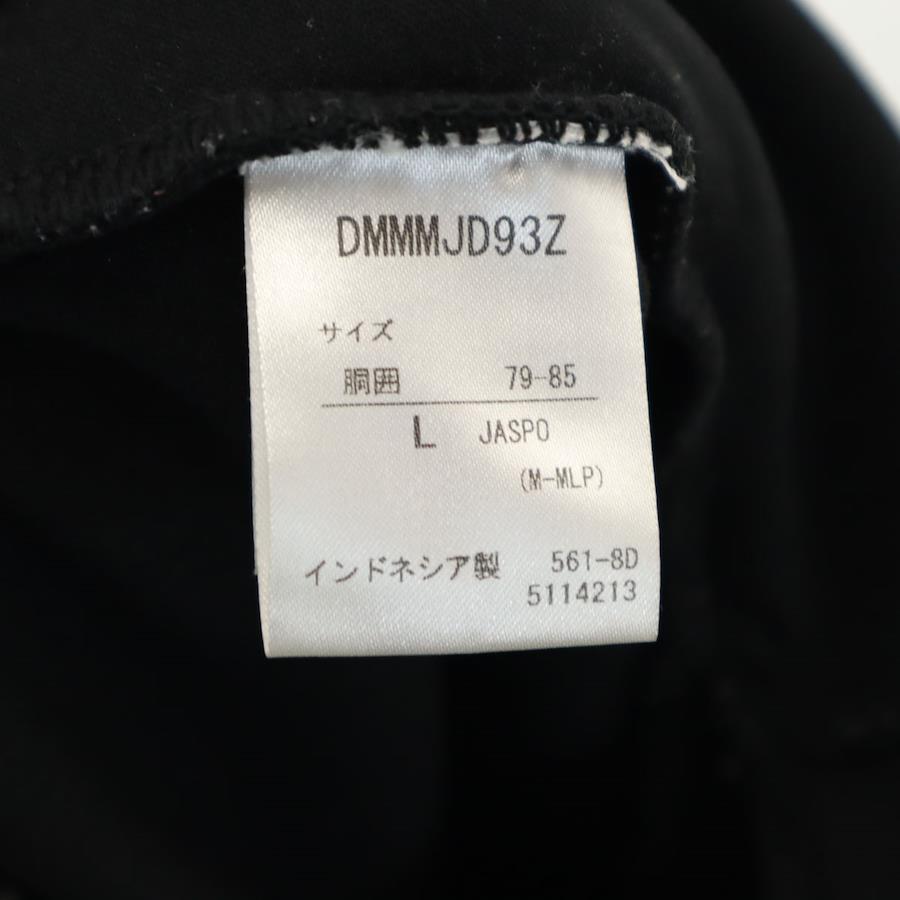 DMMMJD93Z
サイズ
胴囲 79-85
L JASPO
(M-MLP)
インドネシア製 561-8D
5114213